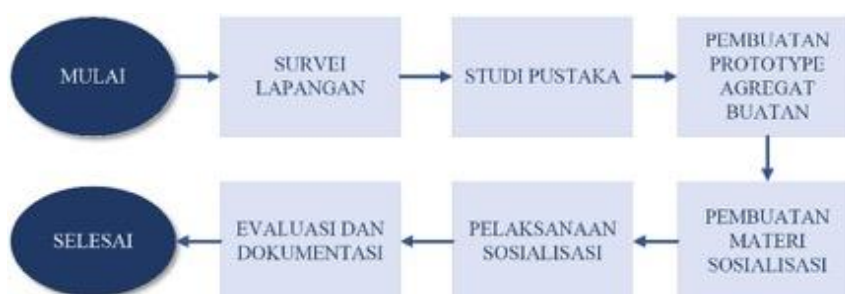 MULAI
SURVEI
LAPANGAN
STUDI PUSTAKA
PEMBUATAN
PROTOTYPE
AGREGAT
BUATAN
PEMBUATAN
MATERI
SOSIALISASI
PELAKSANAAN
SOSIALISASI
EVALUASI DAN
DOKUMENTASI
SELESAI